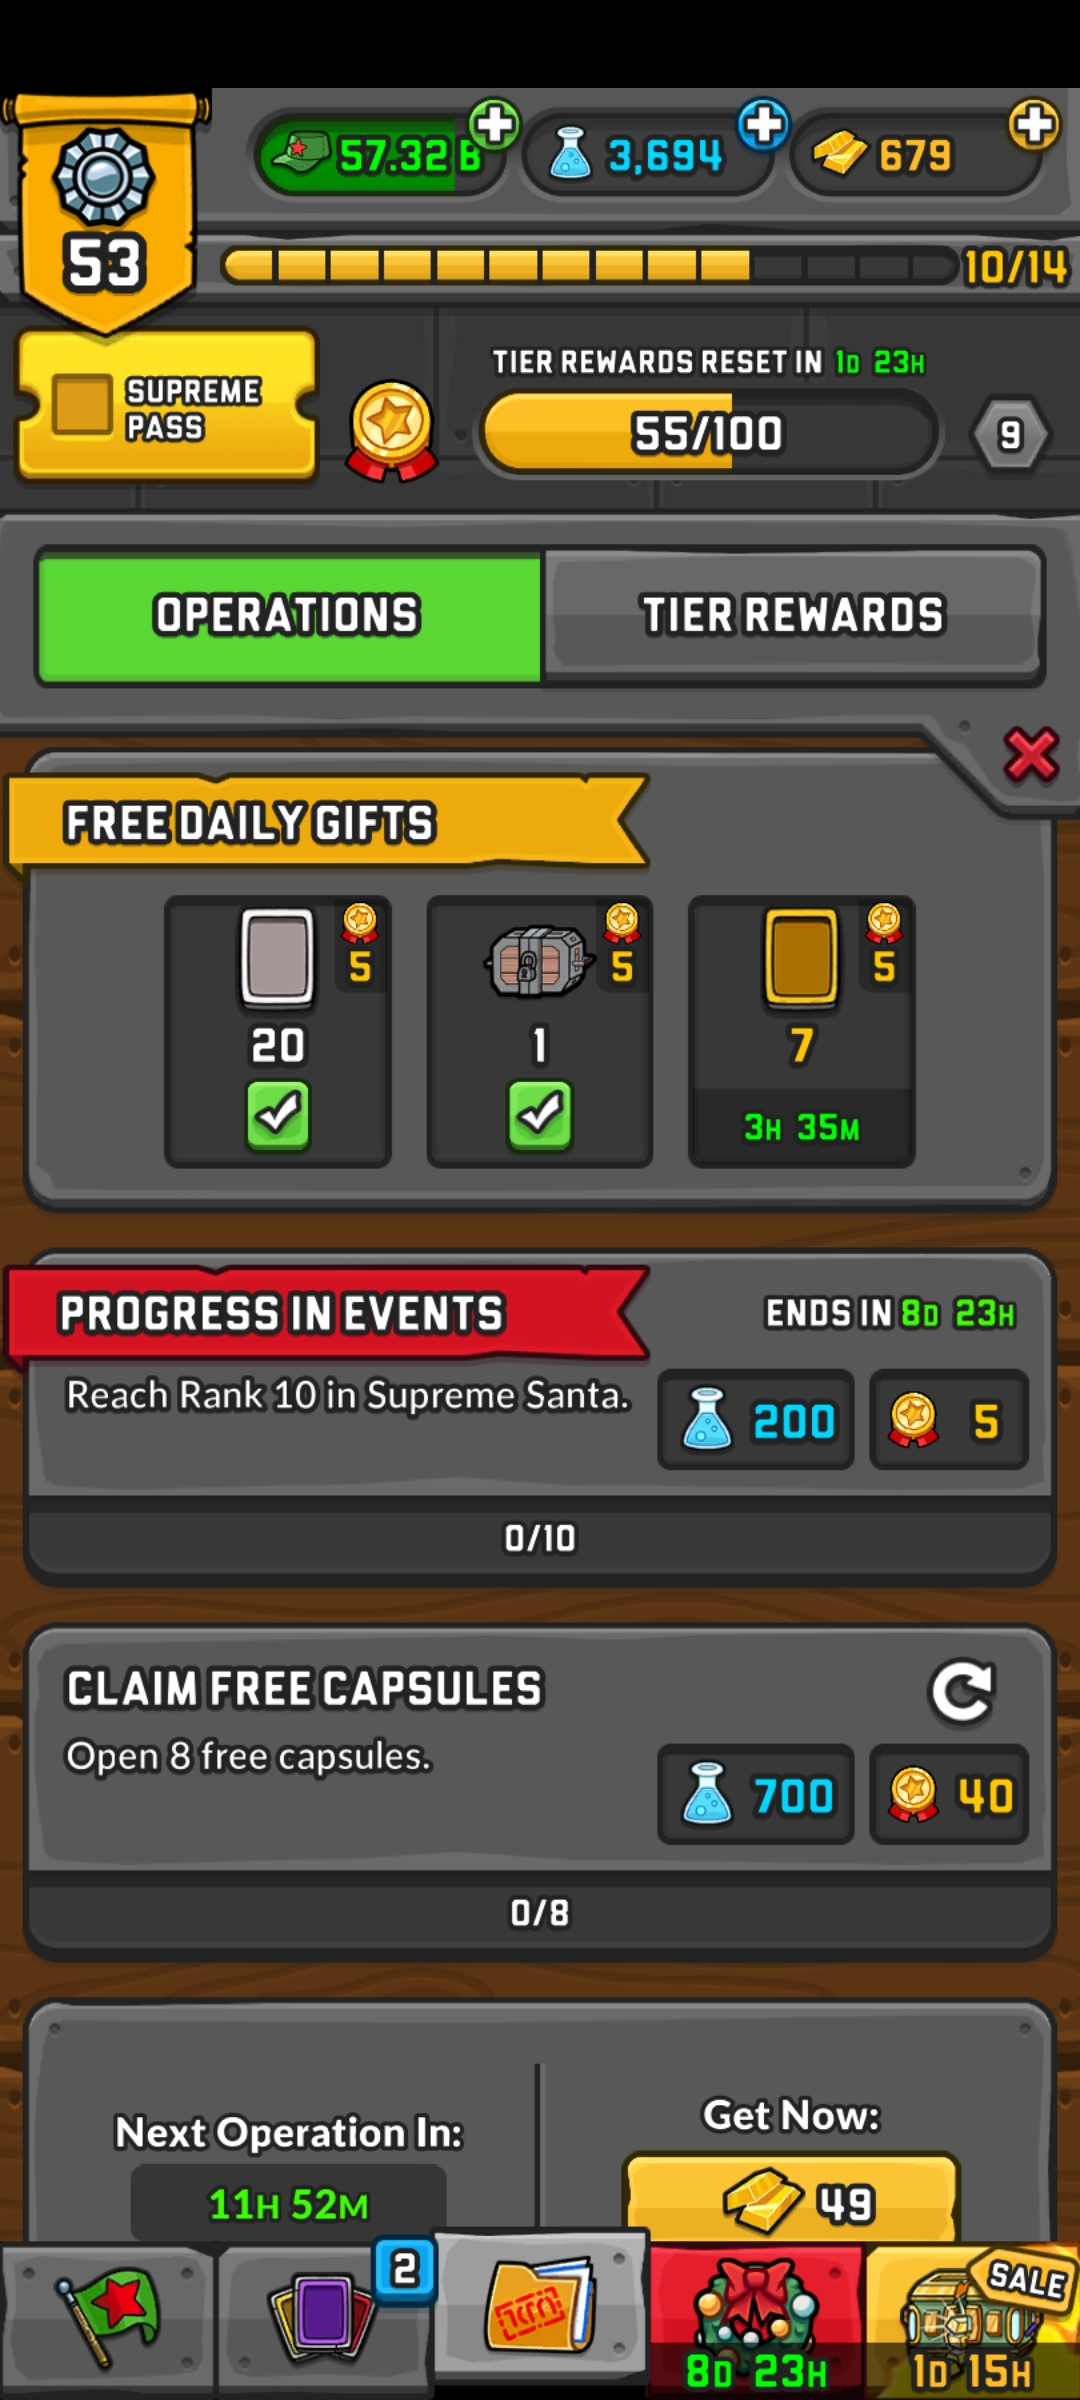 57.32 B
3,694
679
53
10/14
SUPREME
PASS
TIER REWARDS RESET IN 1D 23H
55/100
9
OPERATIONS
TIER REWARDS
FREE DAILY GIFTS
5
5
5
20
1
7
3H 35M
PROGRESS IN EVENTS
ENDS IN 8D 23H
Reach Rank 10 in Supreme Santa.
200
5
0/10
CLAIM FREE CAPSULES
Open 8 free capsules.
700
40
0/8
Next Operation In:
Get Now:
11H 52M
49
2
SALE
8D 23H
1D 15H